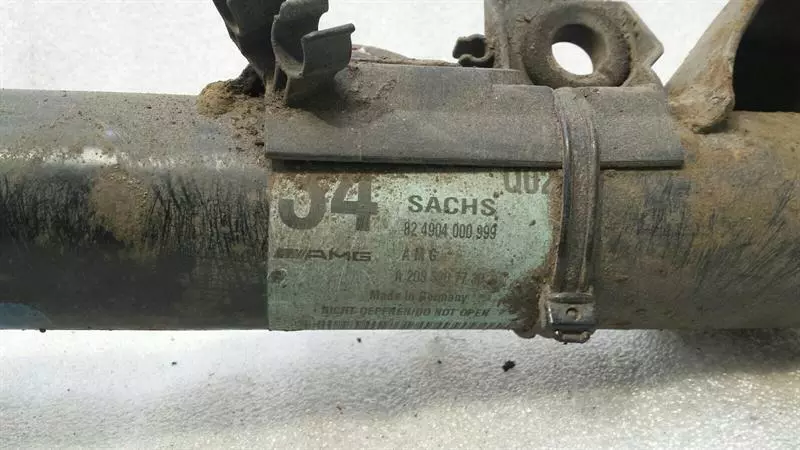 34
SACHS
82 4904 000 999
AMG
AMG
Made in Germany
NICHT OEFFNEN/DO NOT OPEN